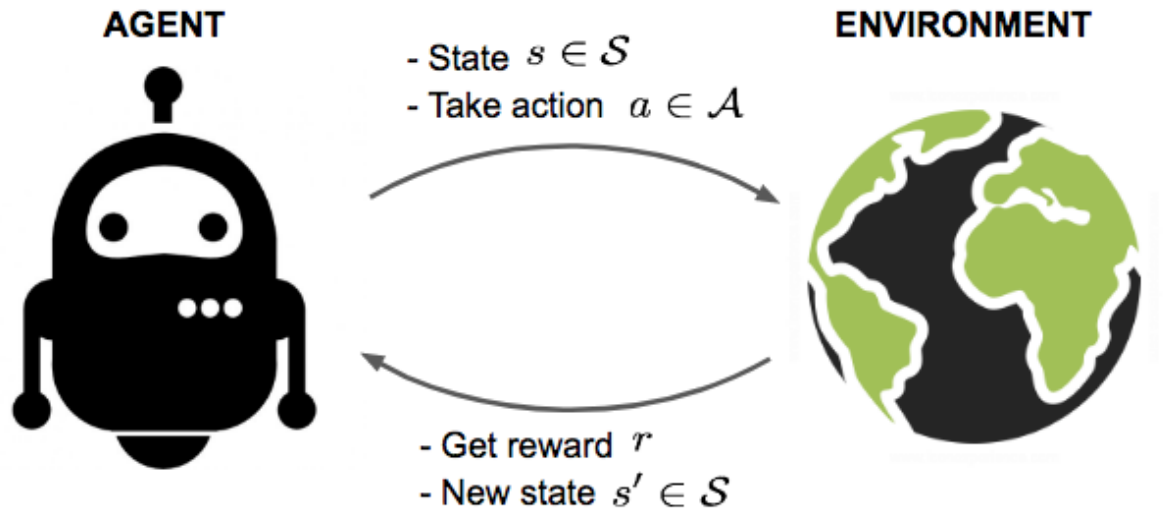 AGENT
ENVIRONMENT
- State s ∈ 𝒮
- Take action a ∈ 𝒜
- Get reward r
- New state s′ ∈ 𝒮